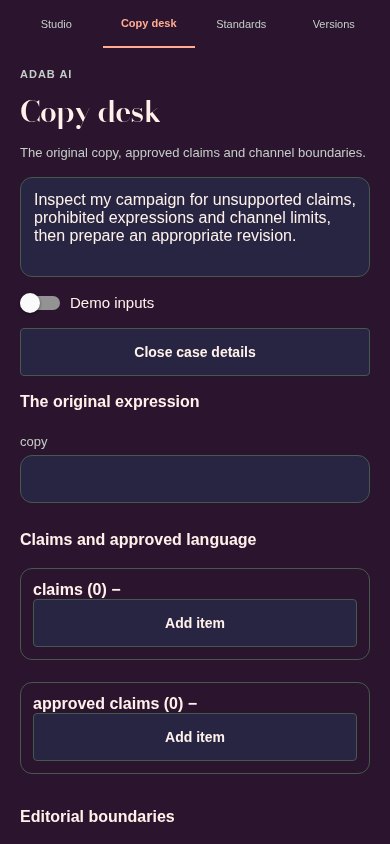 Studio
Copy desk
Standards
Versions
ADAB AI
Copy desk
The original copy, approved claims and channel boundaries.
Inspect my campaign for unsupported claims,
prohibited expressions and channel limits,
then prepare an appropriate revision.
Demo inputs
Close case details
The original expression
copy
Claims and approved language
claims (0) –
Add item
approved claims (0) –
Add item
Editorial boundaries